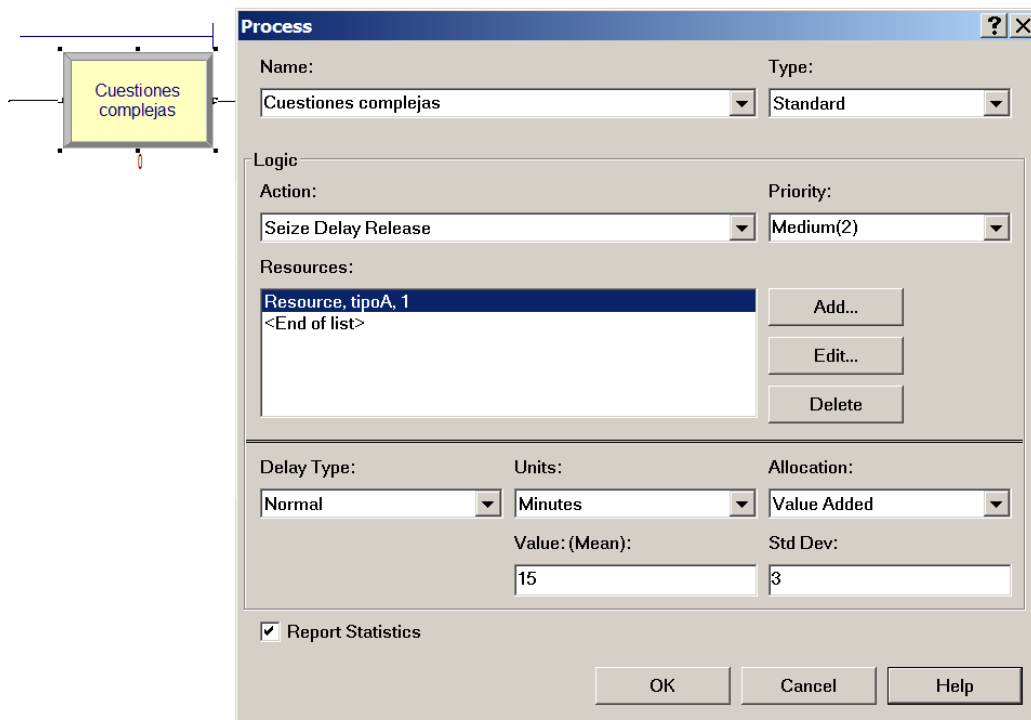 Process
Cuestiones
complejas
0
Name:
Type:
Cuestiones complejas
Standard
Logic
Action:
Priority:
Seize Delay Release
Medium(2)
Resources:
Resource, tipoA, 1
<End of list>
Add...
Edit...
Delete
Delay Type:
Units:
Allocation:
Normal
Minutes
Value Added
Value: (Mean):
Std Dev:
15
3
Report Statistics
OK
Cancel
Help